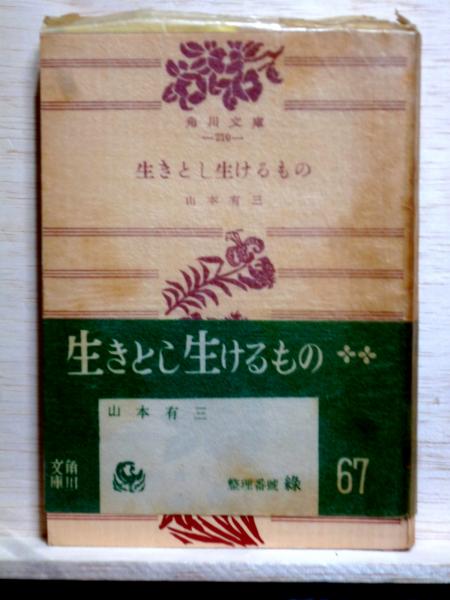 角川文庫
生きとし生けるもの
山本有三
生きとし生けるもの
山本有三
角川
文庫
整理番號 綠
67